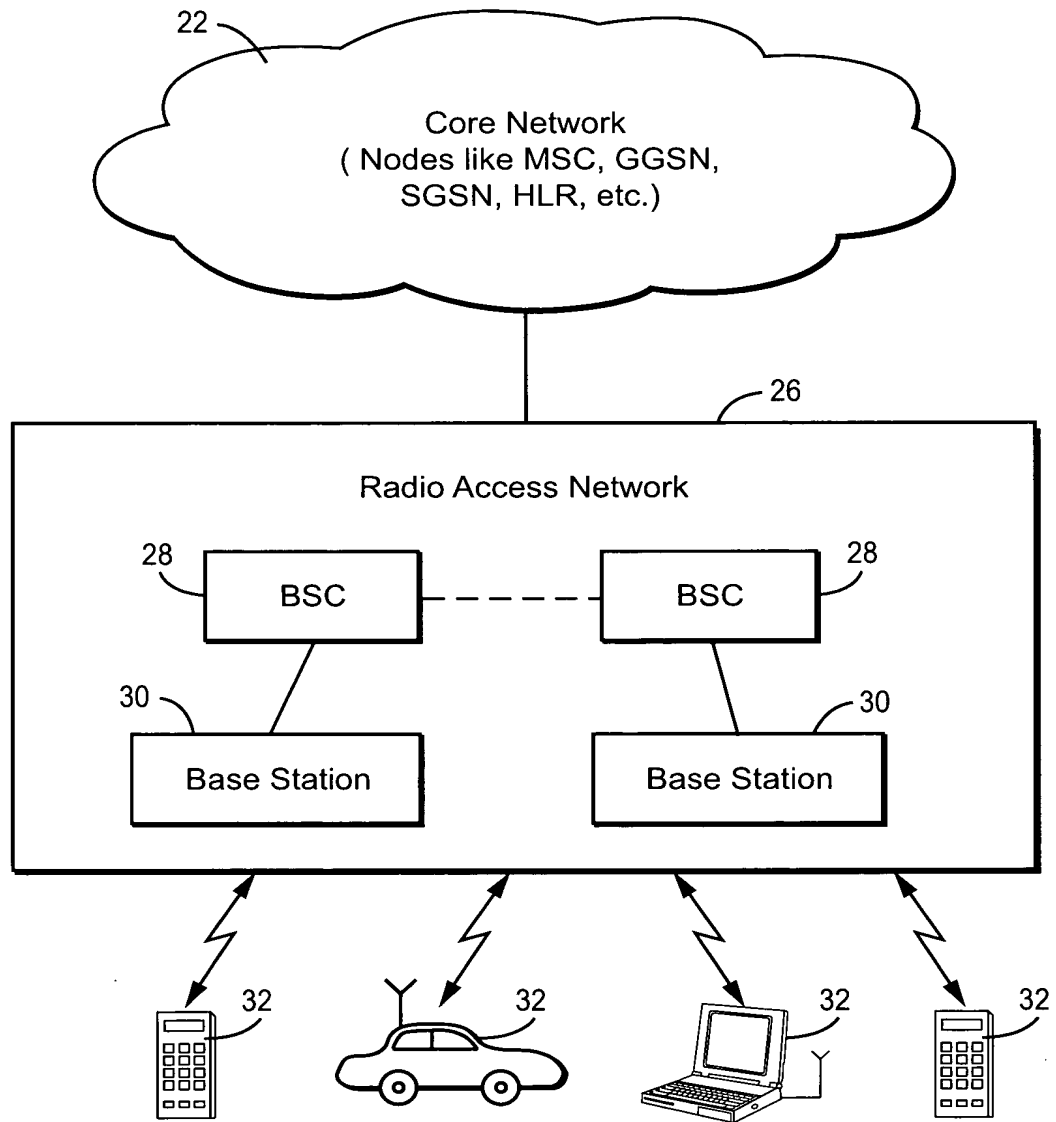 22
Core Network
( Nodes like MSC, GGSN,
SGSN, HLR, etc.)
26
Radio Access Network
28
BSC
BSC
28
30
Base Station
30
Base Station
32
32
32
32